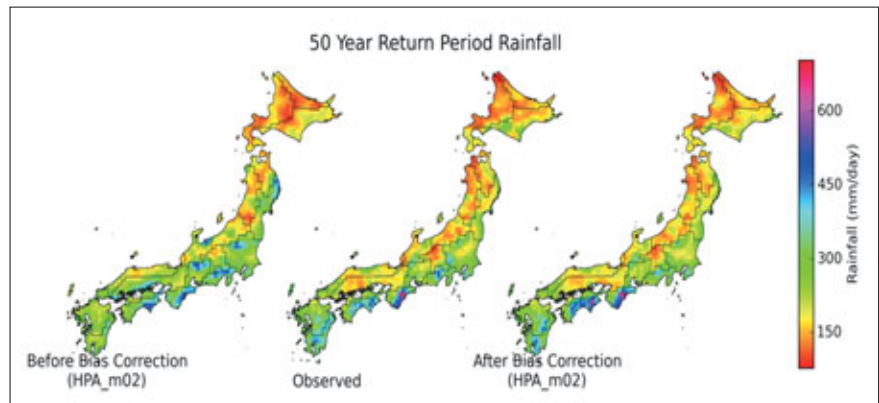 50 Year Return Period Rainfall
600
450
300
150
Rainfall (mm/day)
Before Bias Correction
(HPA_m02)
Observed
After Bias Correction
(HPA_m02)